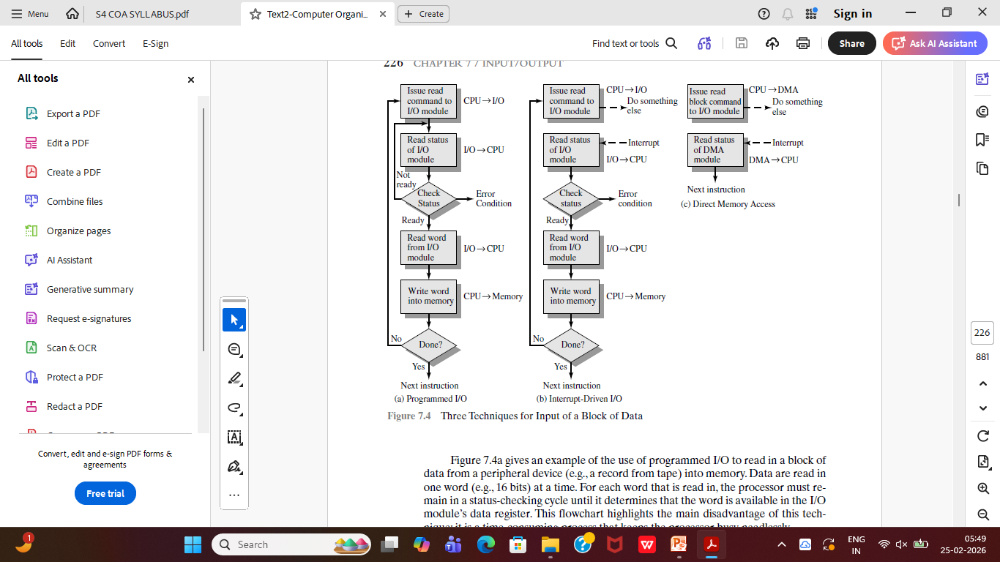 Menu
S4 COA SYLLABUS.pdf
Text2-Computer Organi...
Create
Sign in
All tools
Edit
Convert
E-Sign
Find text or tools
Share
Ask AI Assistant
All tools
Export a PDF
Edit a PDF
Create a PDF
Combine files
Organize pages
AI Assistant
Generative summary
Request e-signatures
Scan & OCR
Protect a PDF
Redact a PDF
Convert, edit and e-sign PDF forms &
agreements
Free trial
226 CHAPTER 7 / INPUT/OUTPUT
Issue read
command to
I/O module
CPU→I/O
Read status
of I/O
module
I/O→CPU
Not
ready
Check
Status
Error
Condition
Ready
Read word
from I/O
module
I/O→CPU
Write word
into memory
CPU→Memory
No
Done?
Yes
Next instruction
(a) Programmed I/O
Issue read
command to
I/O module
CPU→I/O
Do something
else
Read status
of I/O
module
Interrupt
I/O→CPU
Check
status
Error
condition
Ready
Read word
from I/O
module
I/O→CPU
Write word
into memory
CPU→Memory
No
Done?
Yes
Next instruction
(b) Interrupt-Driven I/O
Issue read
block command
to I/O module
CPU→DMA
Do something
else
Read status
of DMA
module
Interrupt
DMA→CPU
Next instruction
(c) Direct Memory Access
Figure 7.4 Three Techniques for Input of a Block of Data
Figure 7.4a gives an example of the use of programmed I/O to read in a block of
data from a peripheral device (e.g., a record from tape) into memory. Data are read in
one word (e.g., 16 bits) at a time. For each word that is read in, the processor must re-
main in a status-checking cycle until it determines that the word is available in the I/O
module's data register. This flowchart highlights the main disadvantage of this tech-
nique: it is a time-consuming process that keeps the processor busy needlessly.
226
881
1
Search
ENG
IN
05:49
25-02-2026